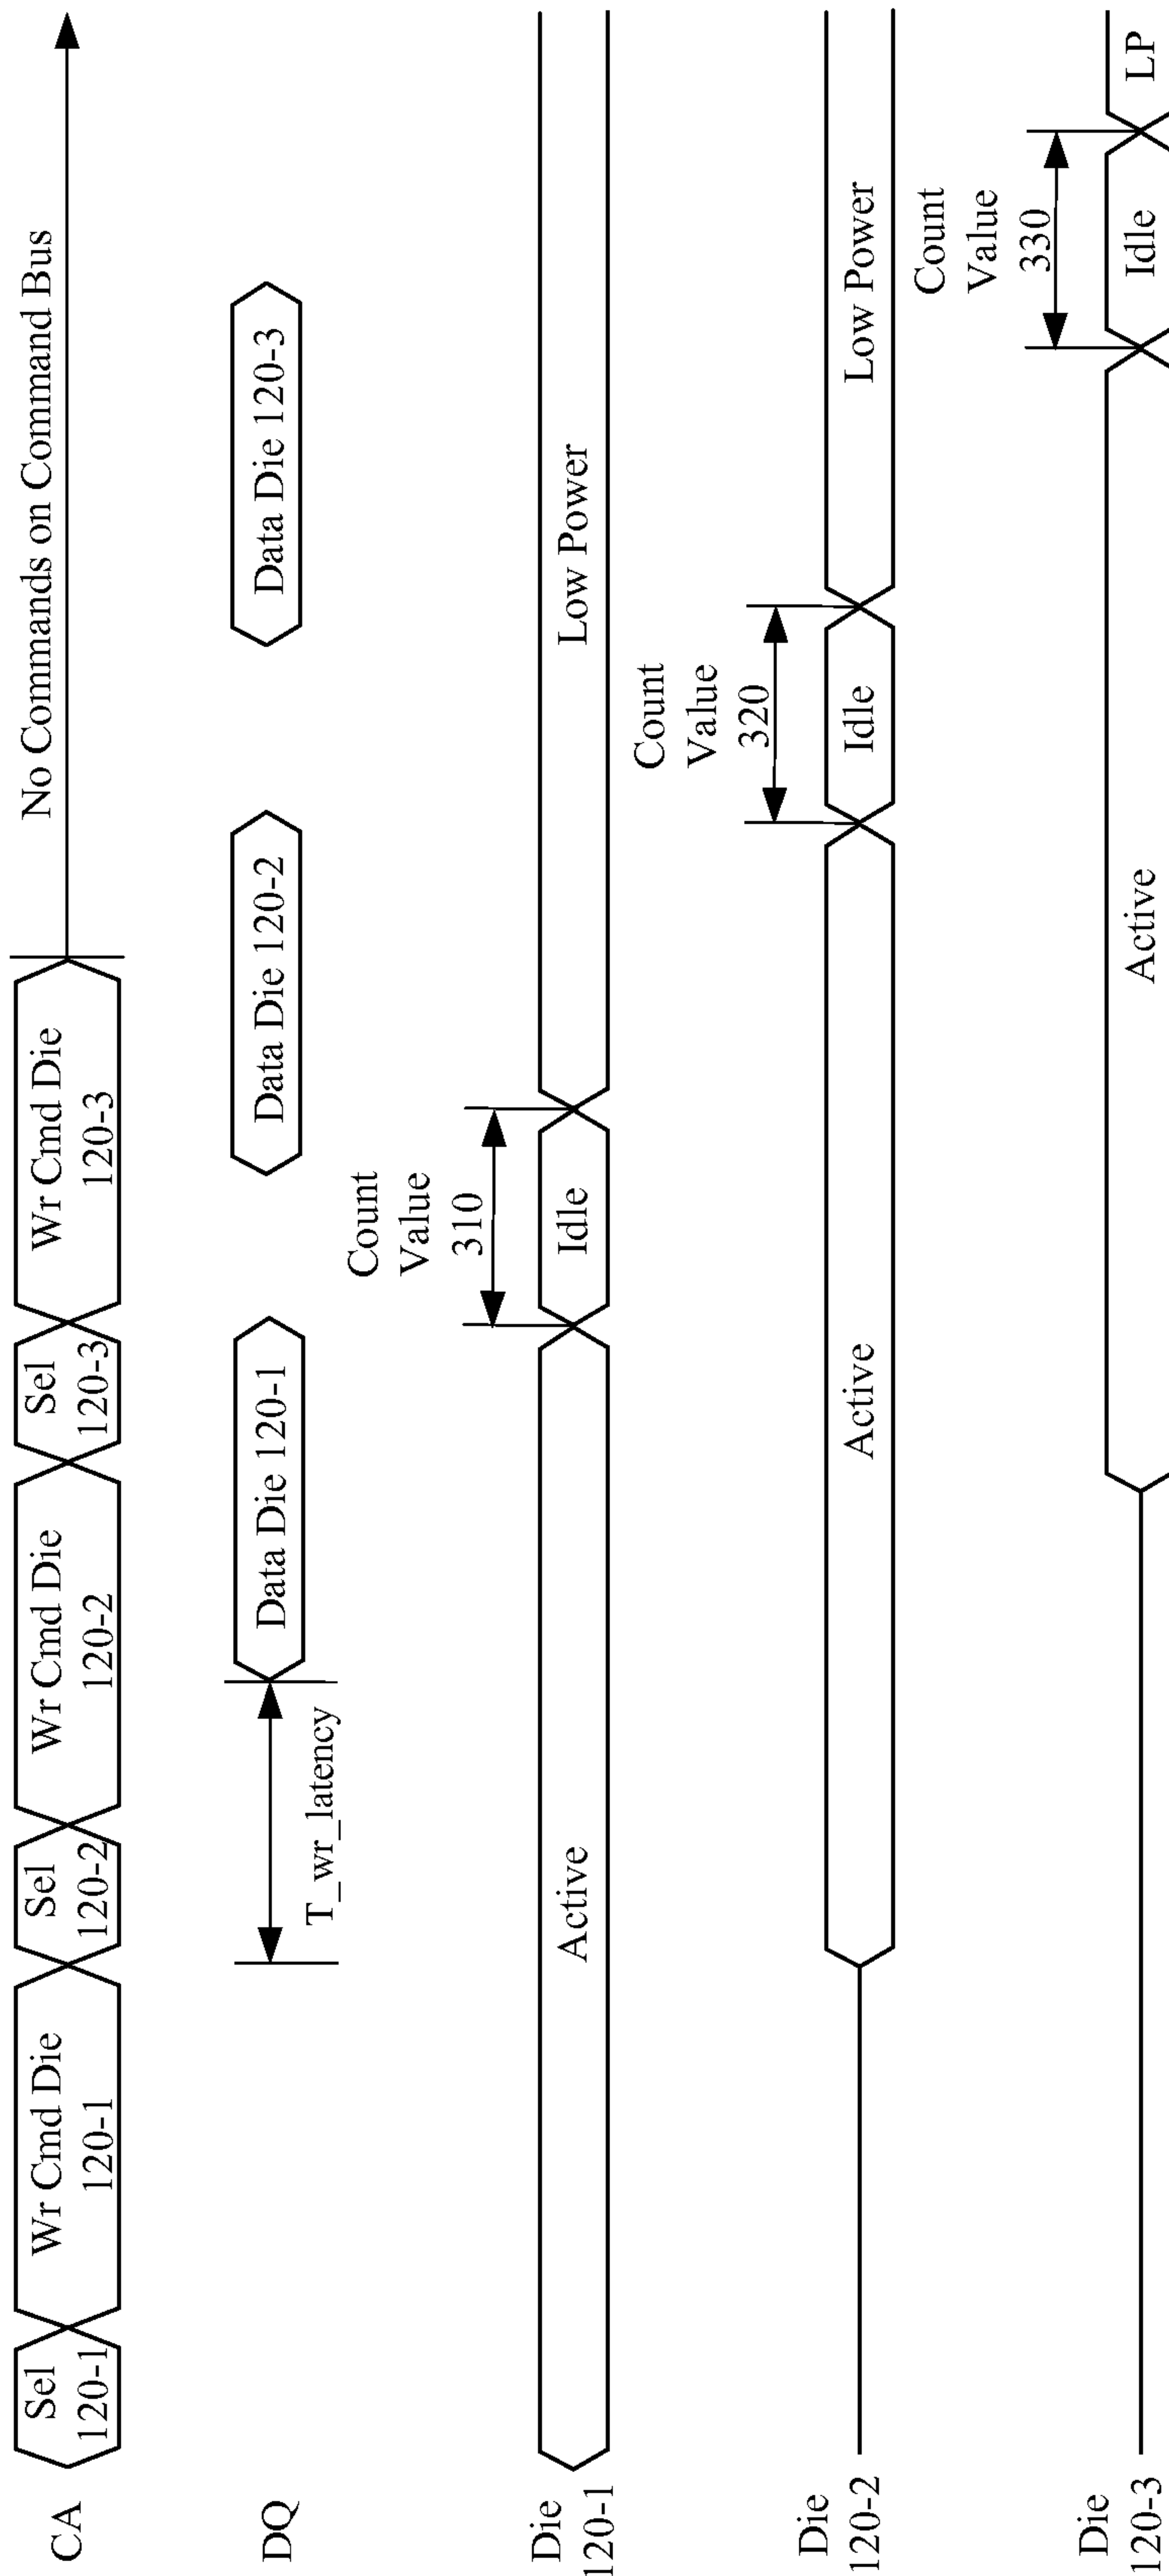 CA
Sel
120-1
Wr Cmd Die
120-1
Sel
120-2
Wr Cmd Die
120-2
Sel
120-3
Wr Cmd Die
120-3
No Commands on Command Bus
DQ
T_wr_latency
Data Die 120-1
Data Die 120-2
Data Die 120-3
Die
120-1
Active
Count
Value
310
Idle
Low Power
Die
120-2
Active
Count
Value
320
Idle
Low Power
Die
120-3
Active
Count
Value
330
Idle
LP